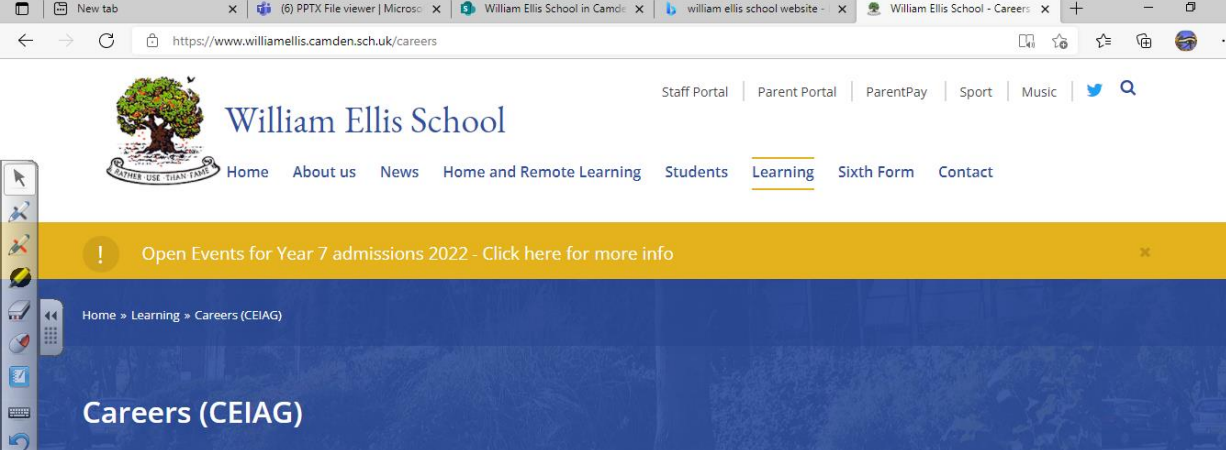 New tab
(6) PPTX File viewer | Microso
William Ellis School in Camde
william ellis school website -
William Ellis School - Careers
https://www.williamellis.camden.sch.uk/careers
Staff Portal Parent Portal ParentPay Sport Music
William Ellis School
RATHER·USE·THAN FAME
Home About us News Home and Remote Learning Students Learning Sixth Form Contact
! Open Events for Year 7 admissions 2022 - Click here for more info ×
Home » Learning » Careers (CEIAG)
Careers (CEIAG)